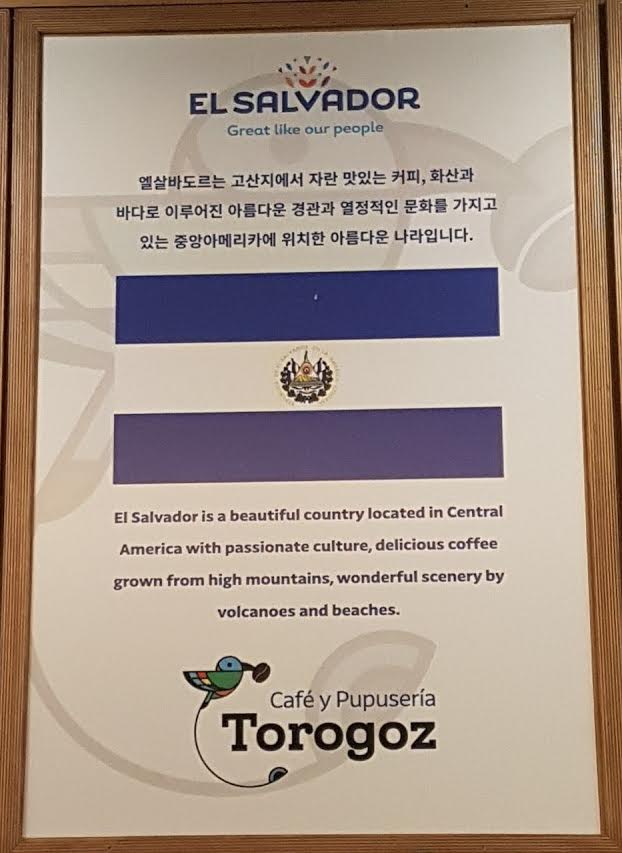 EL SALVADOR
Great like our people
엘살바도르는 고산지에서 자란 맛있는 커피, 화산과
바다로 이루어진 아름다운 경관과 열정적인 문화를 가지고
있는 중앙아메리카에 위치한 아름다운 나라입니다.
El Salvador is a beautiful country located in Central
America with passionate culture, delicious coffee
grown from high mountains, wonderful scenery by
volcanoes and beaches.
Café y Pupusería
Torogoz